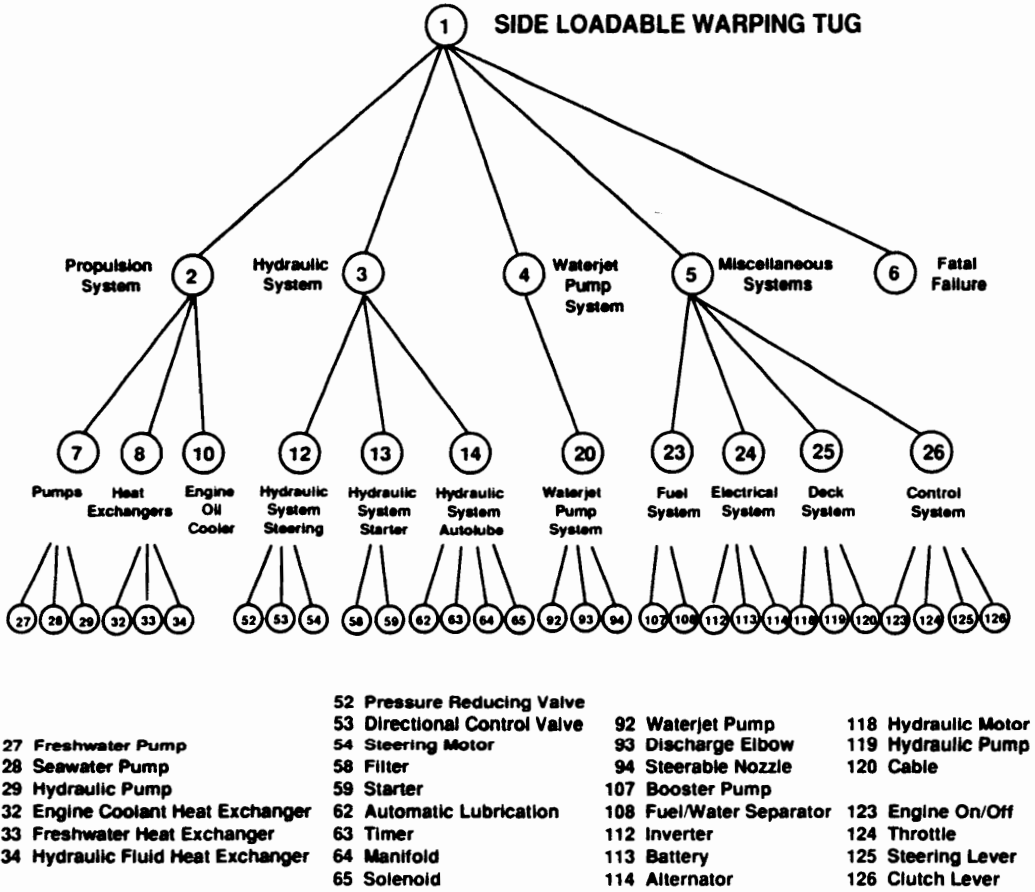 1 SIDE LOADABLE WARPING TUG
Propulsion
System
2
Hydraulic
System
3
4
Waterjet
Pump
System
5
Miscellaneous
Systems
6
Fatal
Failure
7
Pumps
8
Heat
Exchangers
10
Engine
Oil
Cooler
12
Hydraulic
System
Steering
13
Hydraulic
System
Starter
14
Hydraulic
System
Autolube
20
Waterjet
Pump
System
23
Fuel
System
24
Electrical
System
25
Deck
System
26
Control
System
27 28 29 32 33 34 52 53 54 58 59 62 63 64 65 92 93 94 107 108 112 113 114 118 119 120 123 124 125 126
27 Freshwater Pump
28 Seawater Pump
29 Hydraulic Pump
32 Engine Coolant Heat Exchanger
33 Freshwater Heat Exchanger
34 Hydraulic Fluid Heat Exchanger
52 Pressure Reducing Valve
53 Directional Control Valve
54 Steering Motor
58 Filter
59 Starter
62 Automatic Lubrication
63 Timer
64 Manifold
65 Solenoid
92 Waterjet Pump
93 Discharge Elbow
94 Steerable Nozzle
107 Booster Pump
108 Fuel/Water Separator
112 Inverter
113 Battery
114 Alternator
118 Hydraulic Motor
119 Hydraulic Pump
120 Cable
123 Engine On/Off
124 Throttle
125 Steering Lever
126 Clutch Lever